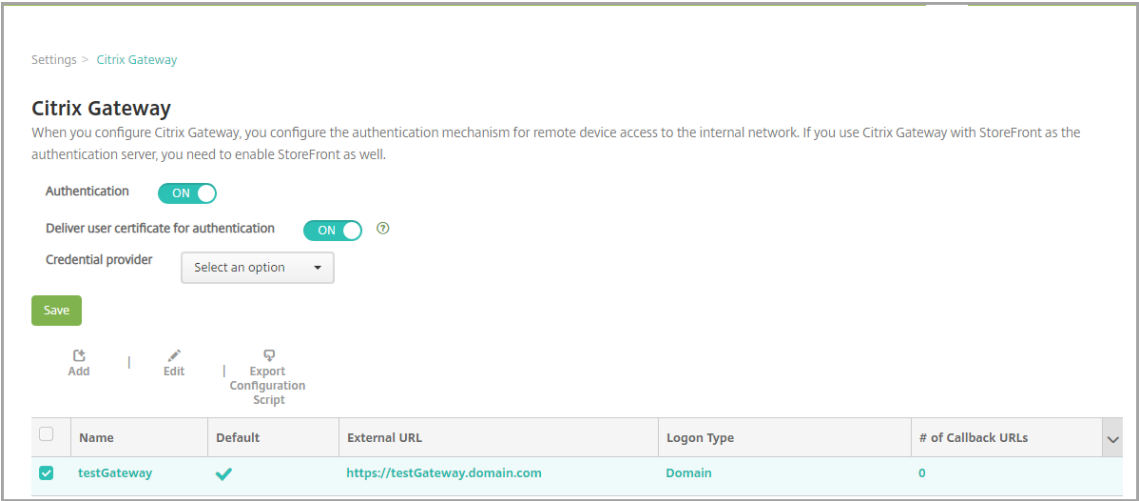 Settings > Citrix Gateway
Citrix Gateway
When you configure Citrix Gateway, you configure the authentication mechanism for remote device access to the internal network. If you use Citrix Gateway with StoreFront as the
authentication server, you need to enable StoreFront as well.
Authentication ON
Deliver user certificate for authentication ON ?
Credential provider Select an option
Save
Add | Edit | Export
Configuration
Script
Name Default External URL Logon Type # of Callback URLs
testGateway https://testGateway.domain.com Domain 0